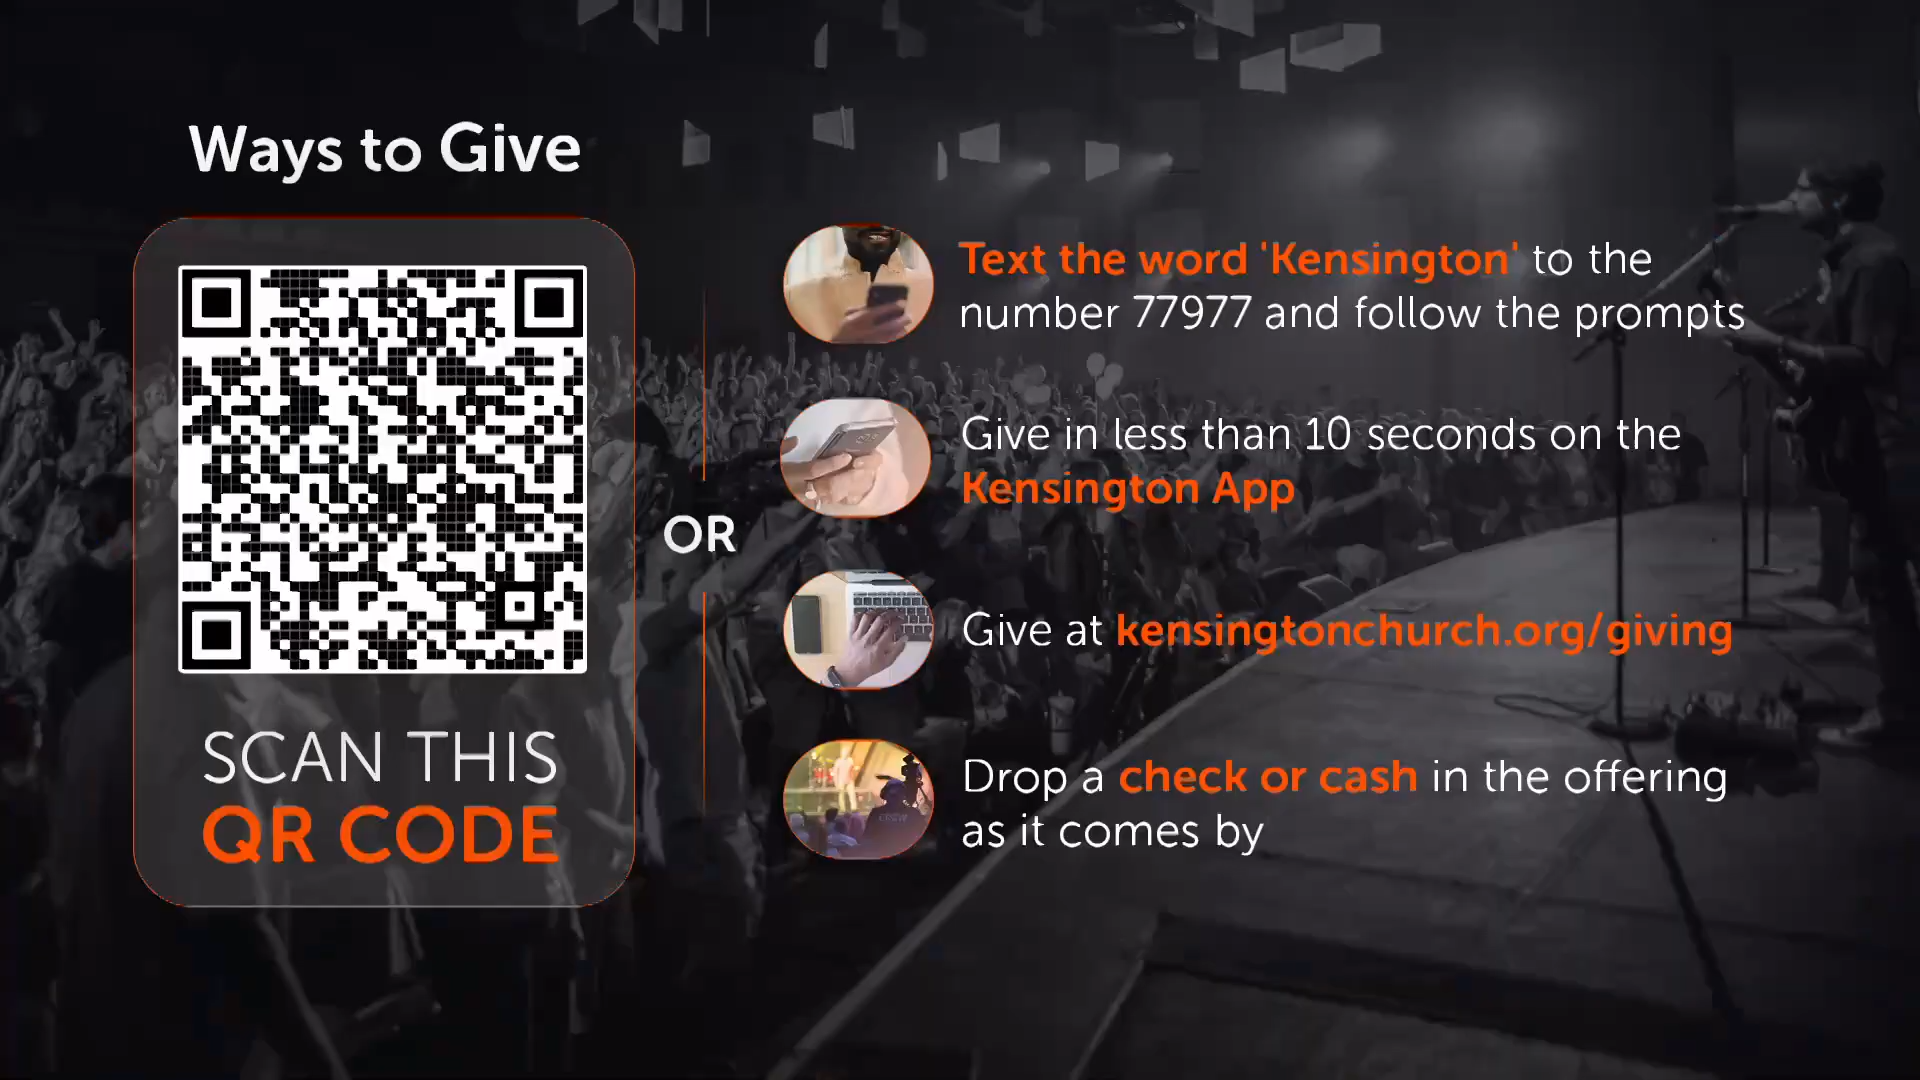 Ways to Give
SCAN THIS
QR CODE
OR
Text the word 'Kensington' to the
number 77977 and follow the prompts
Give in less than 10 seconds on the
Kensington App
Give at kensingtonchurch.org/giving
Drop a check or cash in the offering
as it comes by